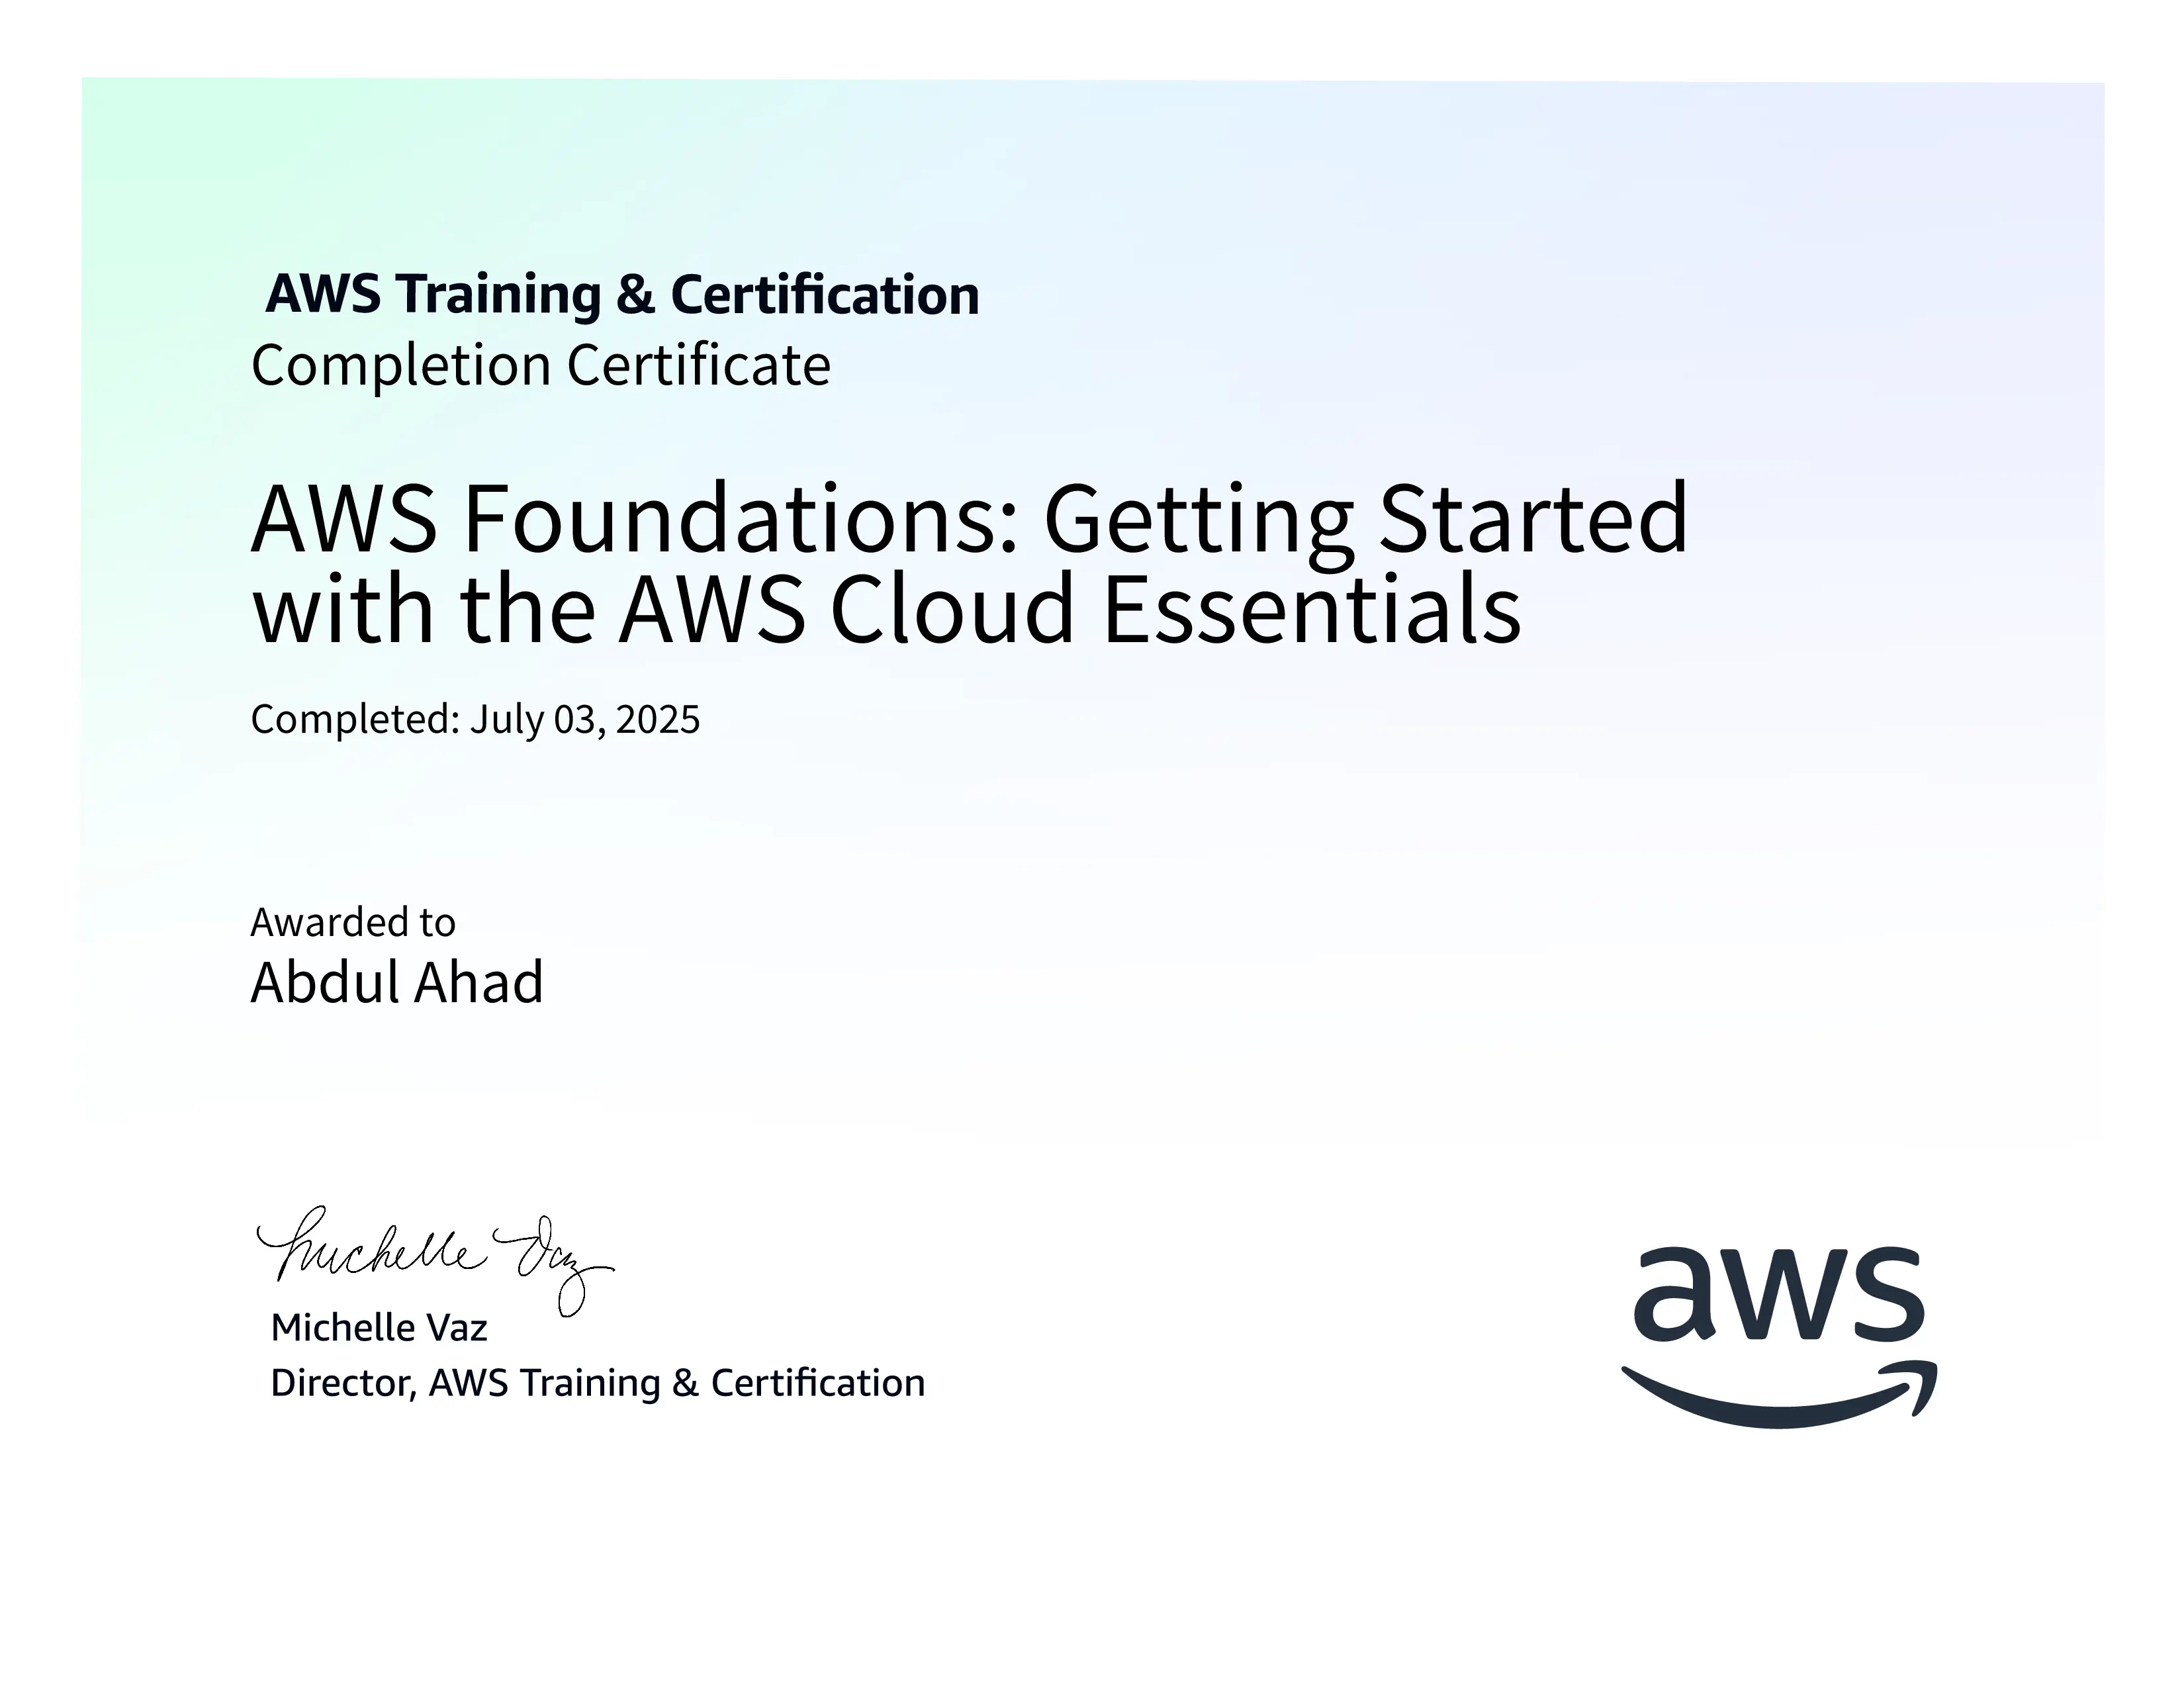 AWS Training & Certification
Completion Certificate
AWS Foundations: Getting Started
with the AWS Cloud Essentials
Completed: July 03, 2025
Awarded to
Abdul Ahad
Michelle Vaz
Michelle Vaz
Director, AWS Training & Certification
aws